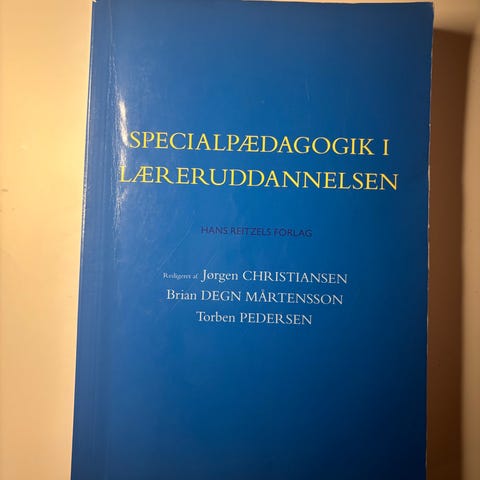 SPECIALPÆDAGOGIK I
LÆRERUDDANNELSEN
HANS REITZELS FORLAG
Redigeret af Jørgen CHRISTIANSEN
Brian DEGN MÅRTENSSON
Torben PEDERSEN